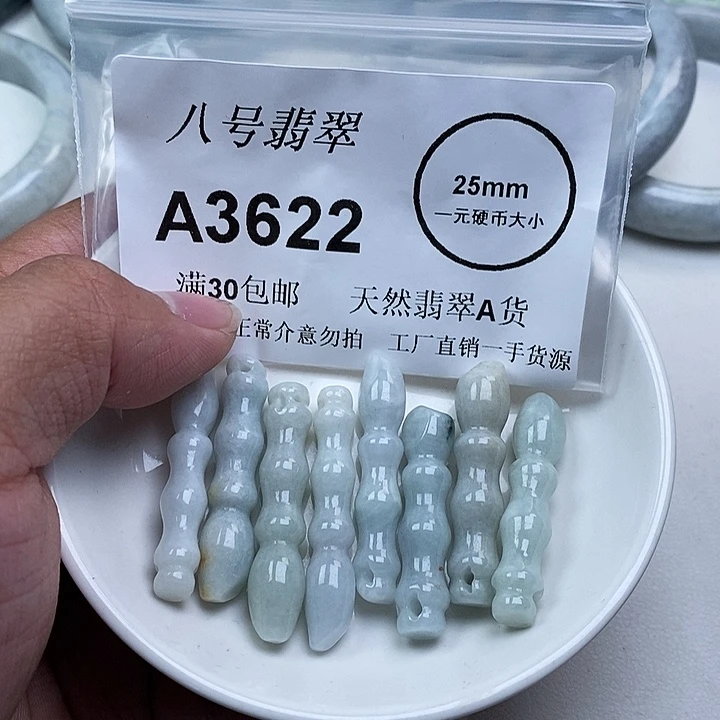 八号翡翠
A3622
25mm
一元硬币大小
满30包邮 天然翡翠A货
正常介意勿拍 工厂直销一手货源